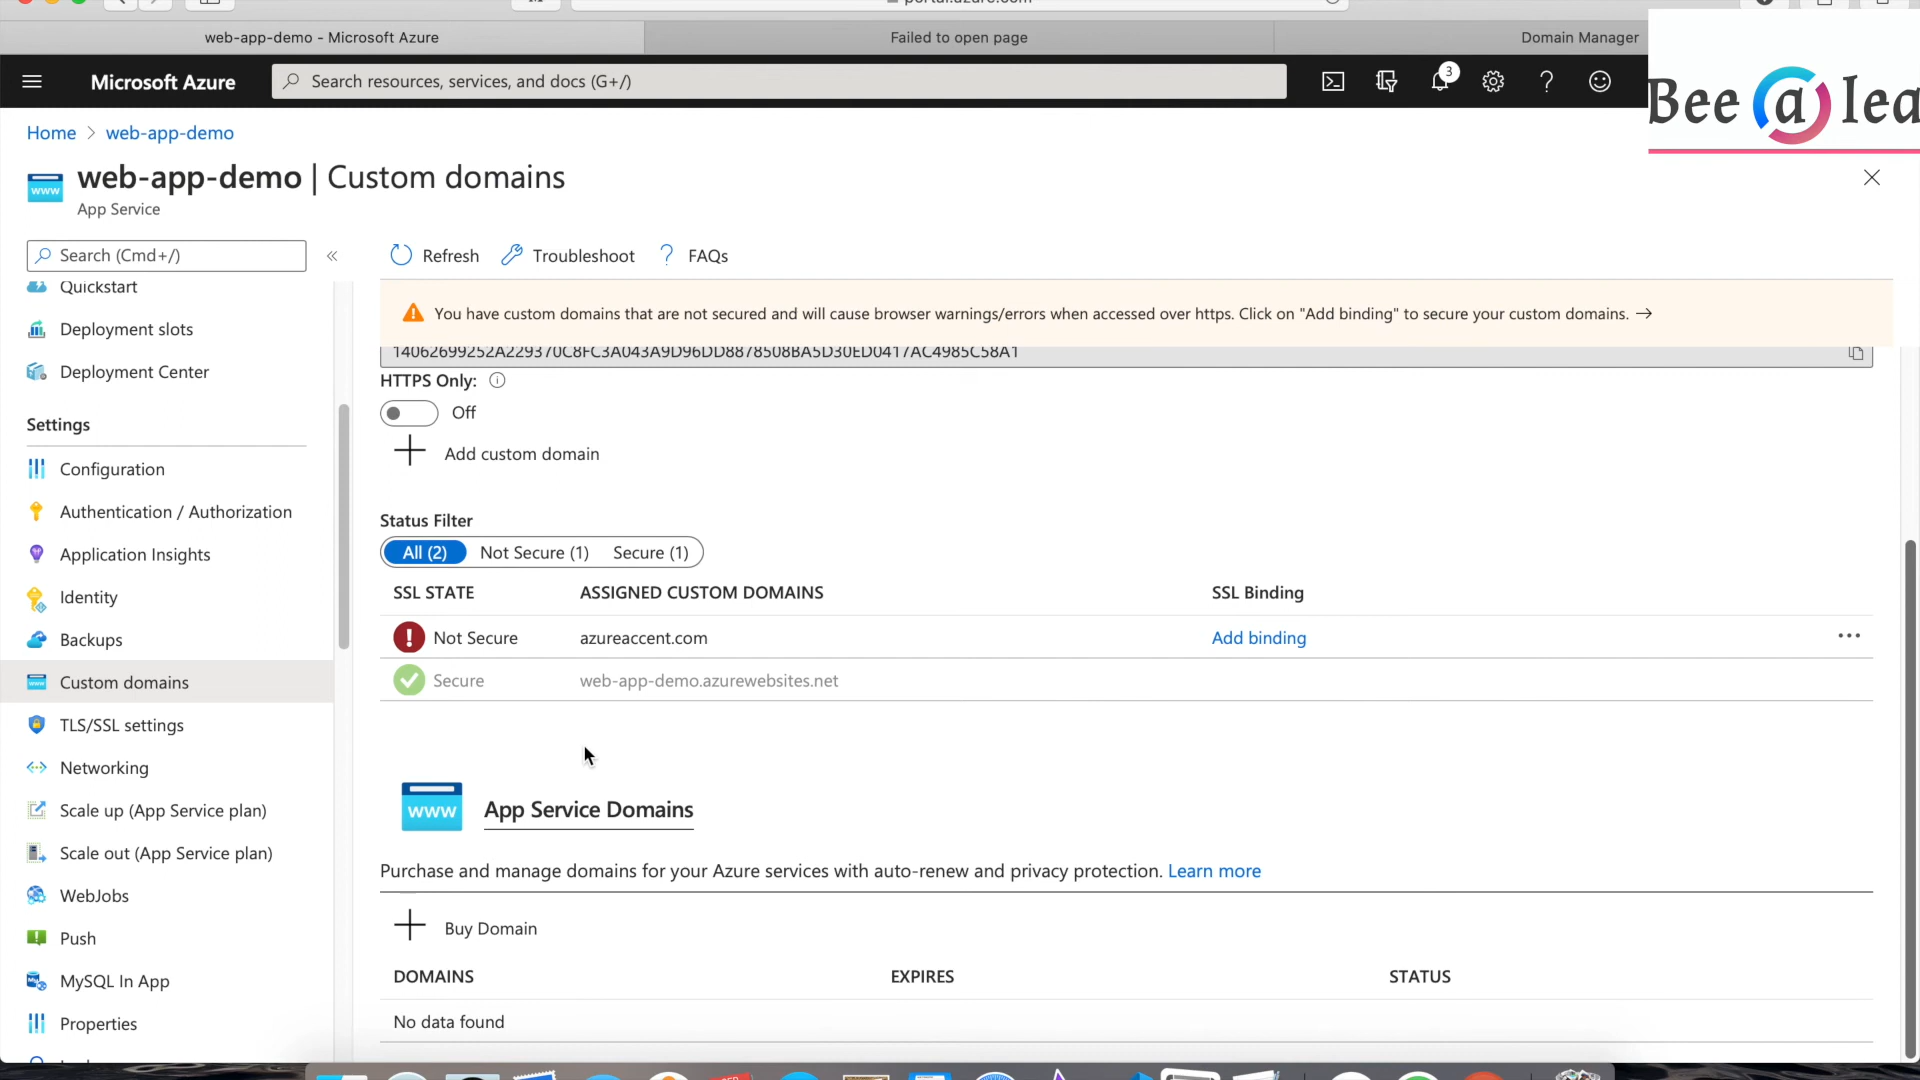 portal.azure.com
web-app-demo - Microsoft Azure
Failed to open page
Domain Manager
Microsoft Azure
Search resources, services, and docs (G+/)
3
Bee a lea
Home > web-app-demo
www
web-app-demo | Custom domains
App Service
Search (Cmd+/)
«
Refresh
Troubleshoot
? FAQs
Quickstart
Deployment slots
Deployment Center
Settings
Configuration
Authentication / Authorization
Application Insights
Identity
Backups
Custom domains
TLS/SSL settings
Networking
Scale up (App Service plan)
Scale out (App Service plan)
WebJobs
Push
MySQL In App
Properties
You have custom domains that are not secured and will cause browser warnings/errors when accessed over https. Click on "Add binding" to secure your custom domains. →
14062699252A229370C8FC3A043A9D96DD8878508BA5D30ED0417AC4985C58A1
HTTPS Only:
Off
Add custom domain
Status Filter
All (2) Not Secure (1) Secure (1)
SSL STATE ASSIGNED CUSTOM DOMAINS SSL Binding
Not Secure azureaccent.com Add binding
Secure web-app-demo.azurewebsites.net
www
App Service Domains
Purchase and manage domains for your Azure services with auto-renew and privacy protection. Learn more
Buy Domain
DOMAINS EXPIRES STATUS
No data found